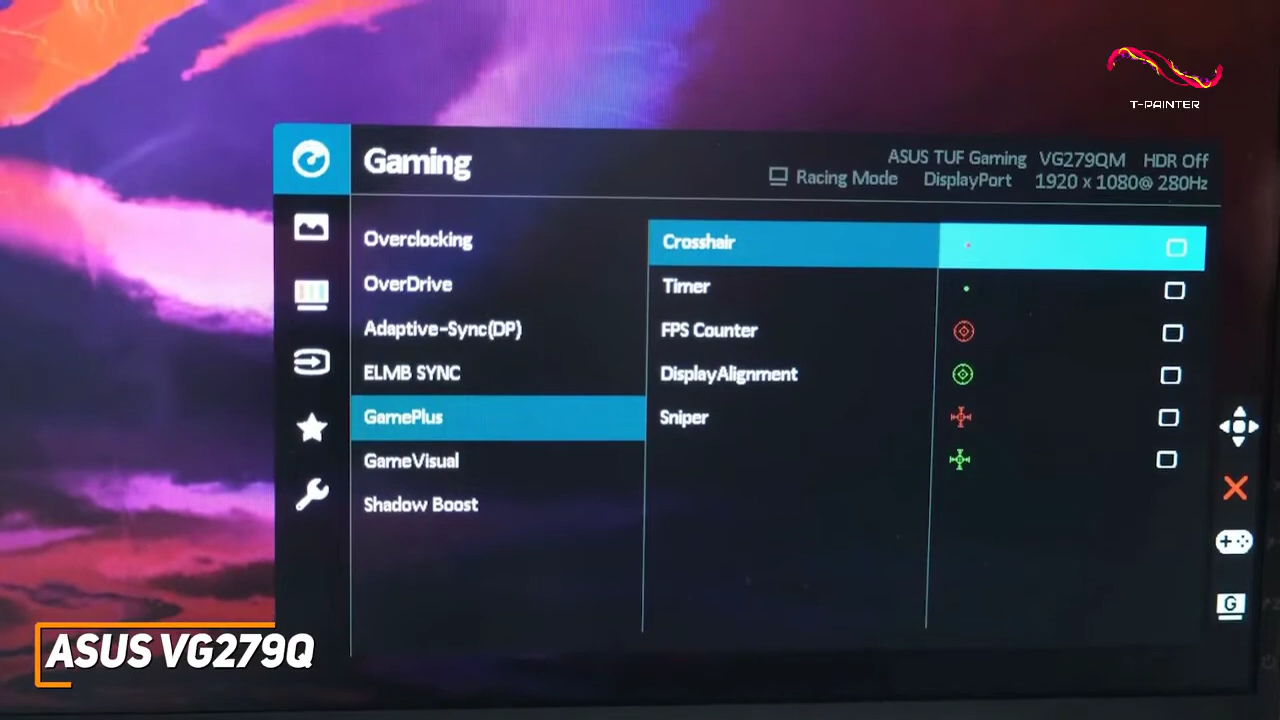 T-PAINTER
Gaming
ASUS TUF Gaming VG279QM HDR Off
Racing Mode DisplayPort 1920 x 1080@ 280Hz
Overclocking
OverDrive
Adaptive-Sync(DP)
ELMB SYNC
GamePlus
GameVisual
Shadow Boost
Crosshair
Timer
FPS Counter
DisplayAlignment
Sniper
G
ASUS VG279Q